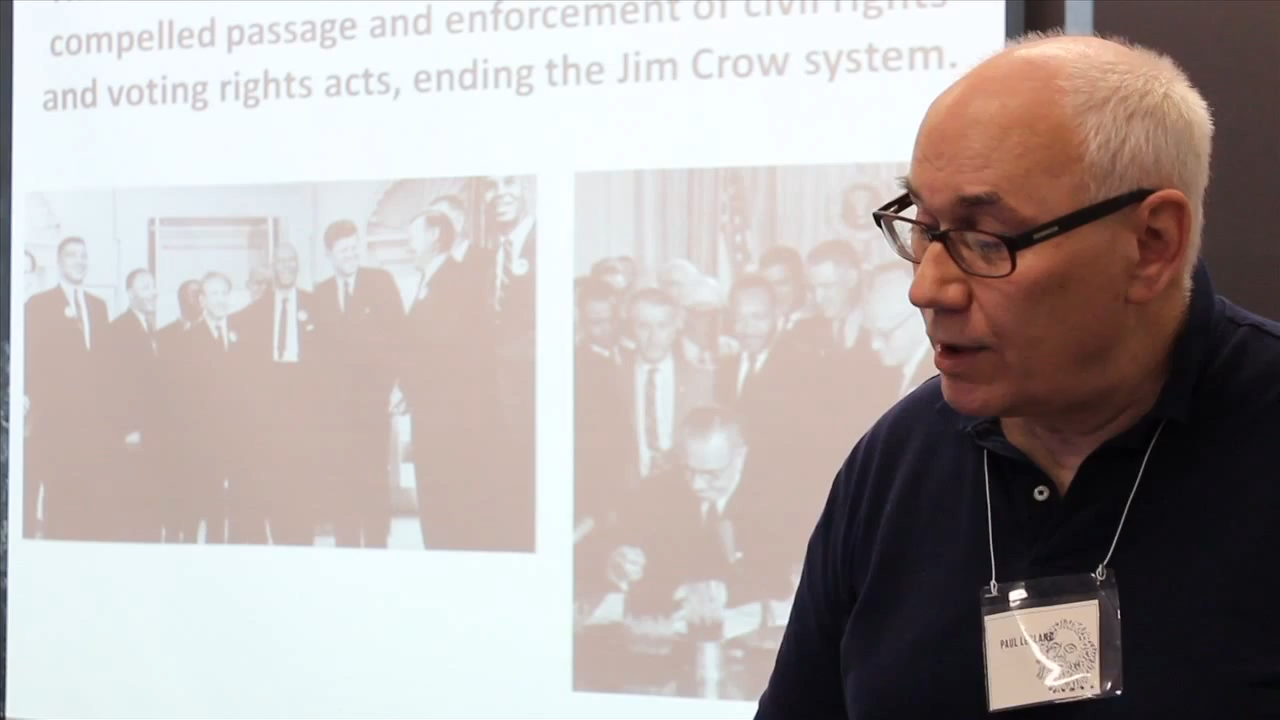 compelled passage and enforcement of civil rights
and voting rights acts, ending the Jim Crow system.
PAUL